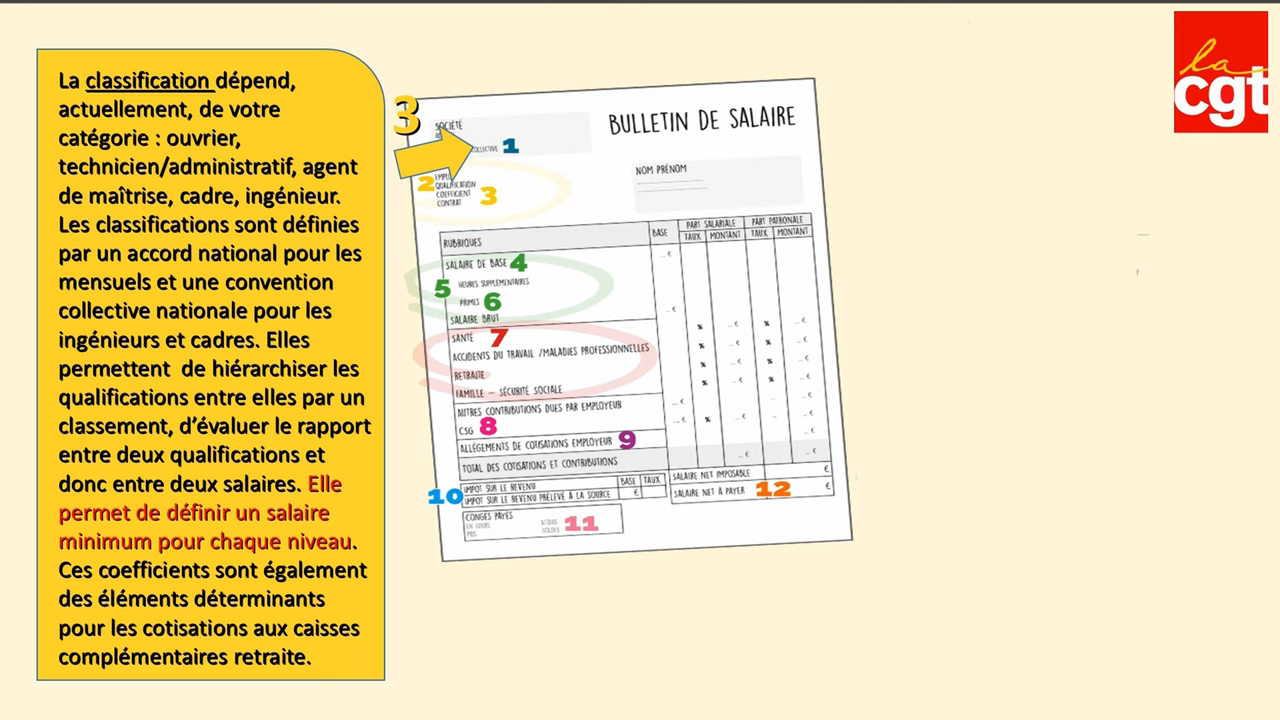 La classification dépend,
actuellement, de votre
catégorie : ouvrier,
technicien/administratif, agent
de maîtrise, cadre, ingénieur.
Les classifications sont définies
par un accord national pour les
mensuels et une convention
collective nationale pour les
ingénieurs et cadres. Elles
permettent de hiérarchiser les
qualifications entre elles par un
classement, d’évaluer le rapport
entre deux qualifications et
donc entre deux salaires. Elle
permet de définir un salaire
minimum pour chaque niveau.
Ces coefficients sont également
des éléments déterminants
pour les cotisations aux caisses
complémentaires retraite.
la
cgt
3
SOCIÉTÉ
BULLETIN DE SALAIRE
COLLECTIVE 1
NOM PRÉNOM
2
QUALIFICATION
COEFFICIENT 3
CONTRAT
RUBRIQUES BASE PART SALARIALE PART PATRONALE
TAUX MONTANT TAUX MONTANT
SALAIRE DE BASE 4 ... €
5 HEURES SUPPLÉMENTAIRES
PRIMES 6
SALAIRE BRUT ... €
SANTÉ 7 % ... € % ... €
ACCIDENTS DU TRAVAIL /MALADIES PROFESSIONNELLES % ... € % ... €
RETRAITE % ... € % ... €
FAMILLE – SÉCURITÉ SOCIALE % ... € % ... €
AUTRES CONTRIBUTIONS DUES PAR EMPLOYEUR ... € ... €
CSG 8 ... € % ... € ... €
ALLÉGEMENTS DE COTISATIONS EMPLOYEUR 9 ... €
TOTAL DES COTISATIONS ET CONTRIBUTIONS ... € ... €
10 IMPOT SUR LE REVENU BASE TAUX
IMPOT SUR LE REVENU PRÉLEVÉ À LA SOURCE €
SALAIRE NET IMPOSABLE €
SALAIRE NET À PAYER 12 €
CONGÉS PAYÉS
EN COURS ACQUIS 11
PRIS SOLDES